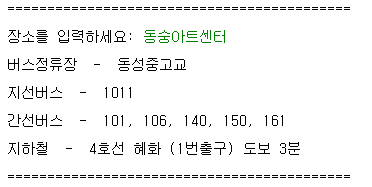 ===========================================
장소를 입력하세요: 동숭아트센터
버스정류장 - 동성중고교
지선버스 - 1011
간선버스 - 101, 106, 140, 150, 161
지하철 - 4호선 혜화 (1번출구) 도보 3분
===========================================